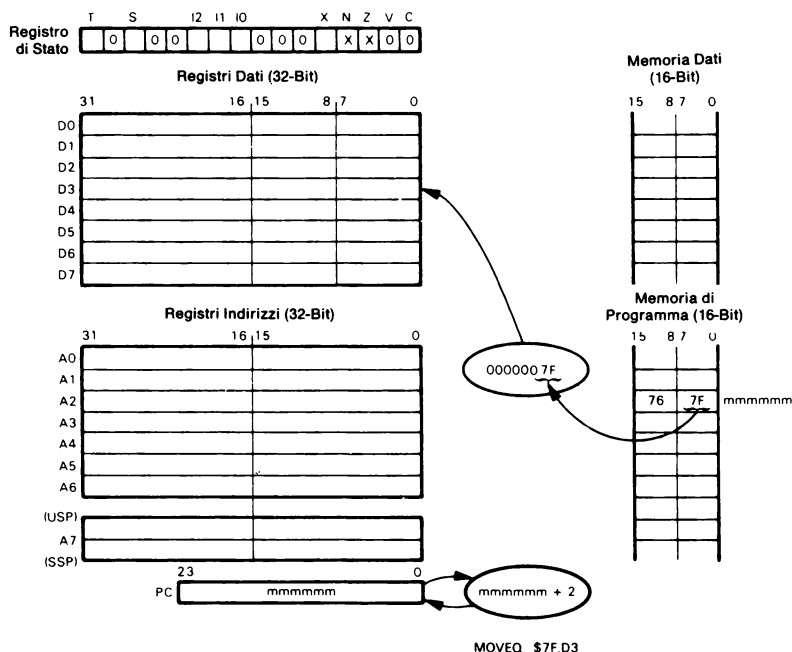 T S I2 I1 I0 X N Z V C
Registro
di Stato
0 0 0 0 0 0 X X 0 0
Registri Dati (32-Bit)
31 16 15 8 7 0
D0
D1
D2
D3
D4
D5
D6
D7
Memoria Dati
(16-Bit)
15 8 7 0
Registri Indirizzi (32-Bit)
31 16 15 0
A0
A1
A2
A3
A4
A5
A6
(USP)
A7
(SSP)
23 0
PC mmmmmm
mmmmmm + 2
0000007F
Memoria di
Programma (16-Bit)
15 8 7 0
76 7F mmmmmm
MOVEQ $7F,D3